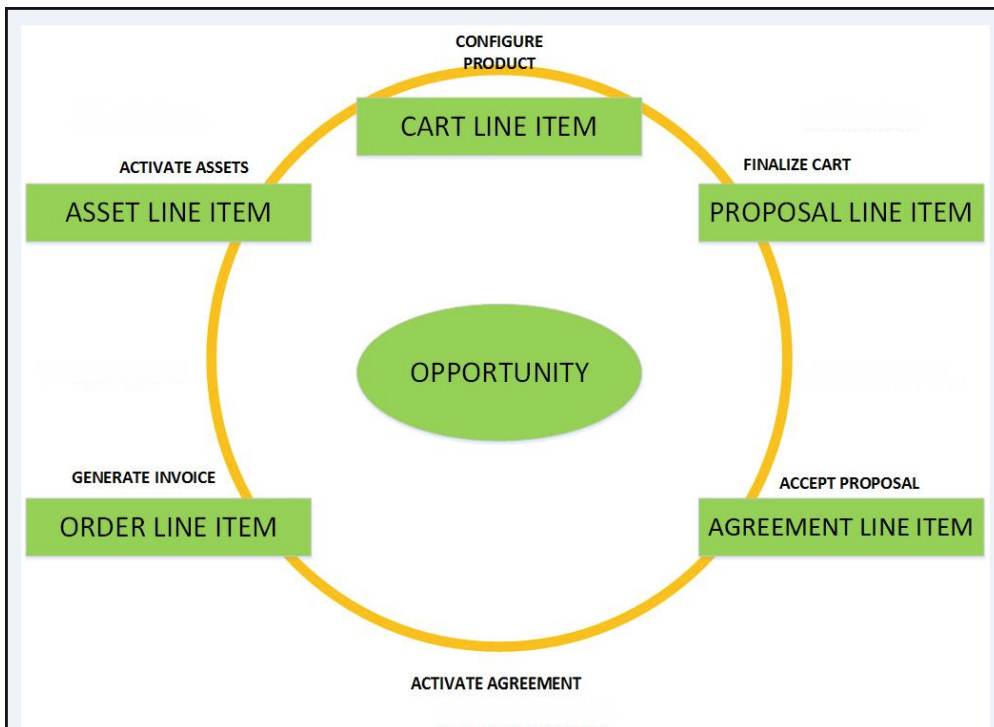 CONFIGURE
PRODUCT
CART LINE ITEM
ACTIVATE ASSETS
ASSET LINE ITEM
FINALIZE CART
PROPOSAL LINE ITEM
OPPORTUNITY
GENERATE INVOICE
ORDER LINE ITEM
ACCEPT PROPOSAL
AGREEMENT LINE ITEM
ACTIVATE AGREEMENT